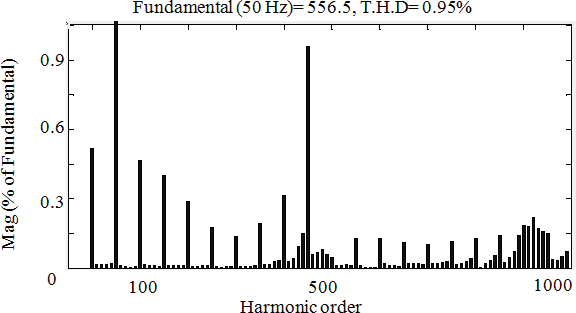 Fundamental (50 Hz)= 556.5, T.H.D= 0.95%
Mag (% of Fundamental)
0.9
0.6
0.3
0
100
500
1000
Harmonic order